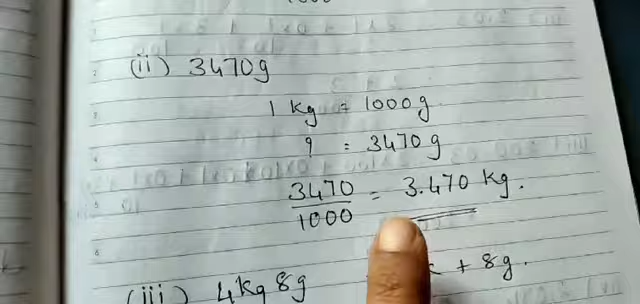 (ii) 3470g
1 Kg = 1000g
? = 3470 g
3470
1000
= 3.470 Kg.
(iii) 4Kg 8g
+ 8g.